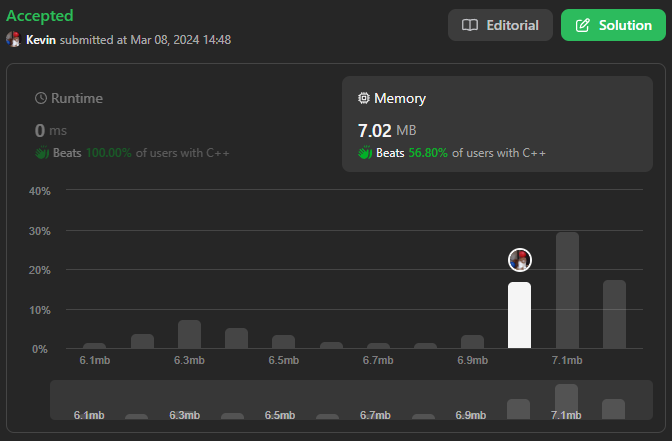 Accepted
Editorial
Solution
Kevin submitted at Mar 08, 2024 14:48
Runtime
0 ms
Beats 100.00% of users with C++
Memory
7.02 MB
Beats 56.80% of users with C++
40%
30%
20%
10%
0%
6.1mb 6.3mb 6.5mb 6.7mb 6.9mb 7.1mb
6.1mb 6.3mb 6.5mb 6.7mb 6.9mb 7.1mb